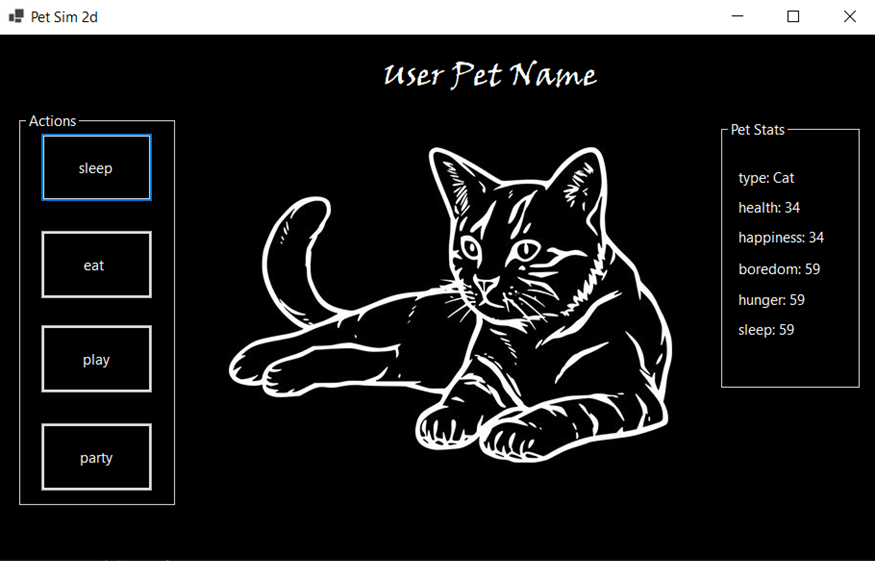 Pet Sim 2d
User Pet Name
Actions
sleep
eat
play
party
Pet Stats
type: Cat
health: 34
happiness: 34
boredom: 59
hunger: 59
sleep: 59